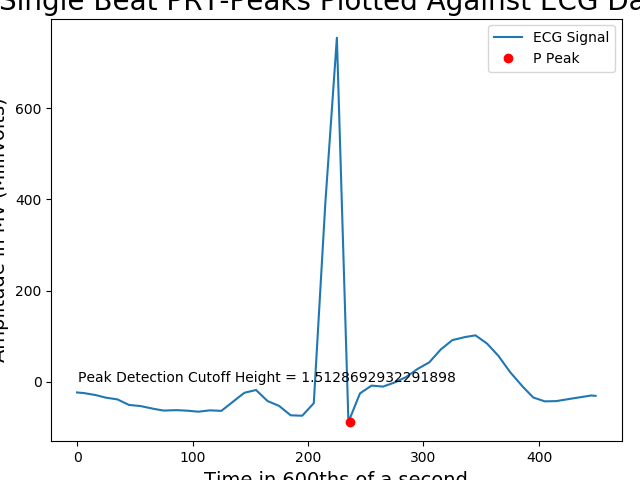 Single Beat PRT-Peaks Plotted Against ECG Da
ECG Signal
P Peak
Amplitude in MV (Millivolts)
600
400
200
0
Peak Detection Cutoff Height = 1.5128692932291898
0 100 200 300 400
Time in 600ths of a second